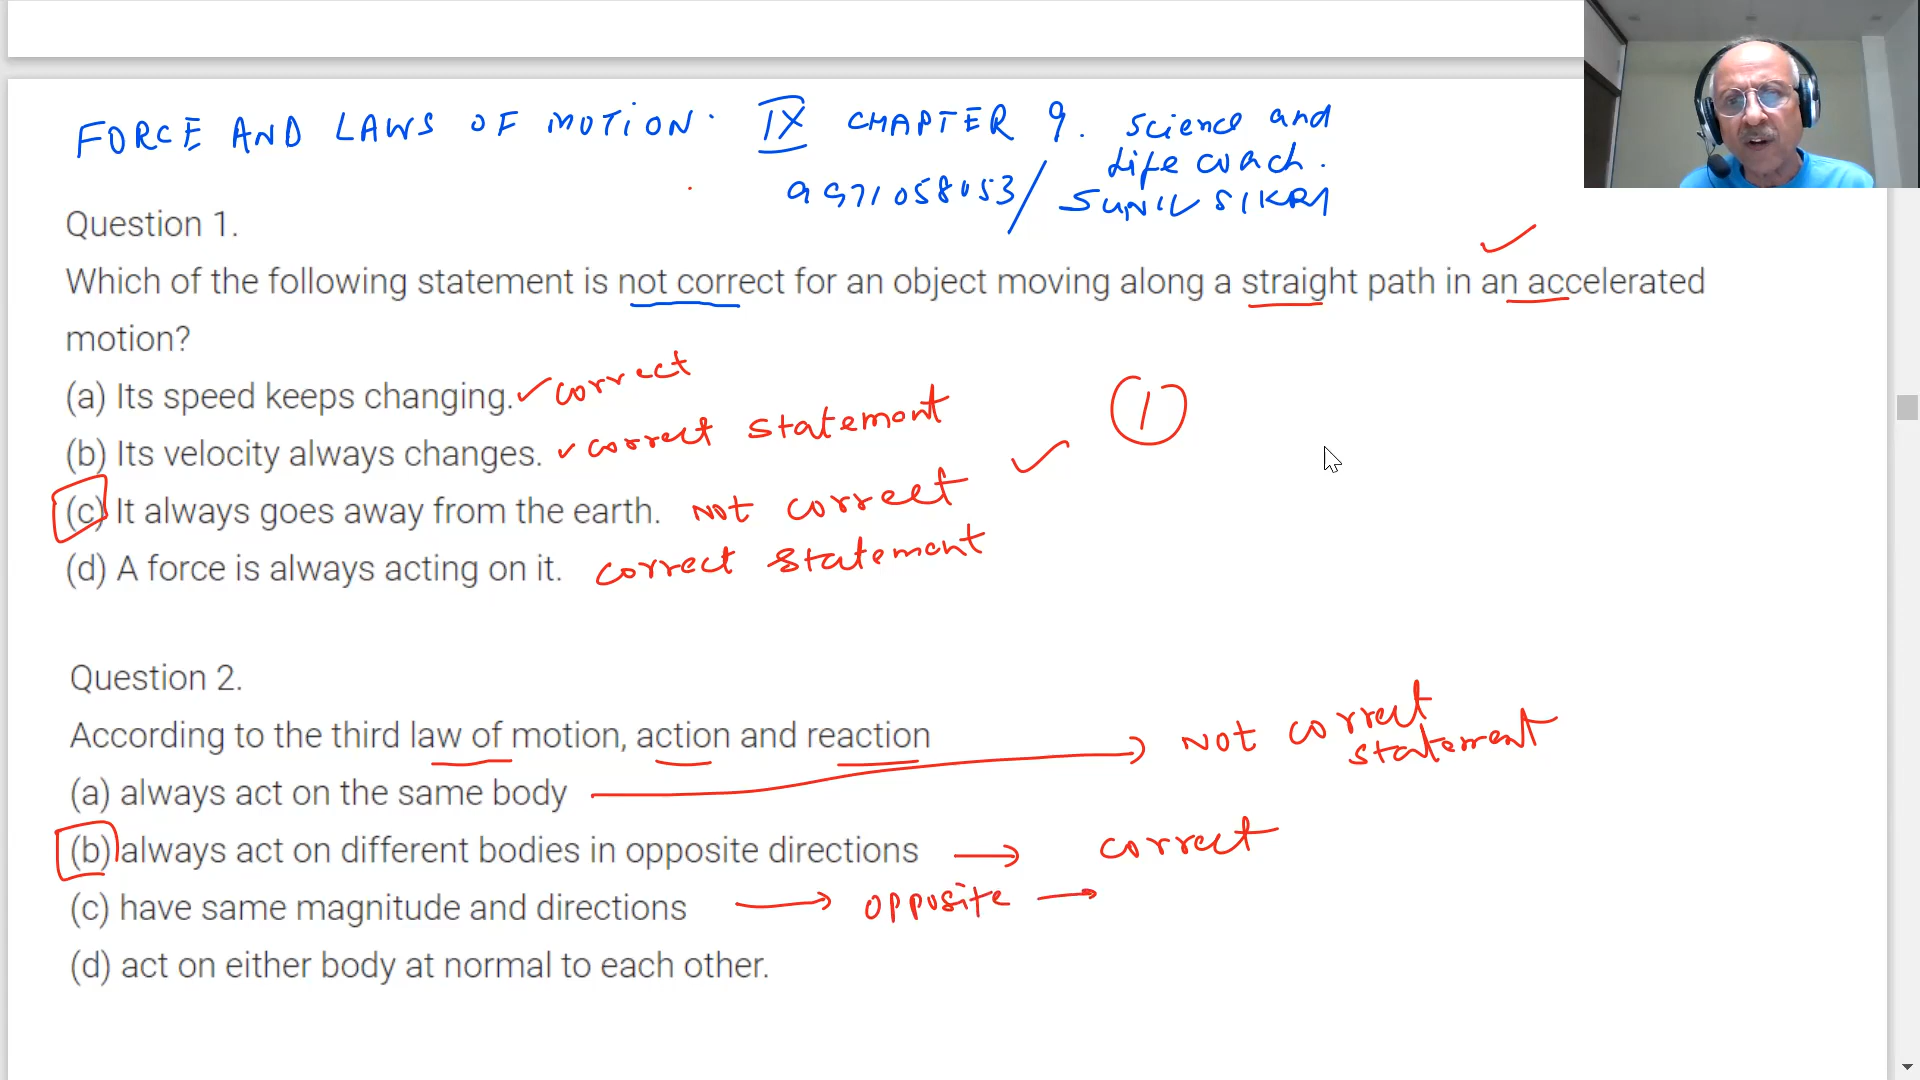 FORCE AND LAWS OF MOTION. IX CHAPTER 9. Science and
Life coach.
9971058053/ SUNIL SIKRI
Question 1.
Which of the following statement is not correct for an object moving along a straight path in an accelerated
motion?
(a) Its speed keeps changing. correct
(b) Its velocity always changes. correct statement
1
(c) It always goes away from the earth. NOT correct
(d) A force is always acting on it. correct statement
Question 2.
According to the third law of motion, action and reaction
NOT correct
statement
(a) always act on the same body
(b) always act on different bodies in opposite directions → correct
(c) have same magnitude and directions → opposite →
(d) act on either body at normal to each other.